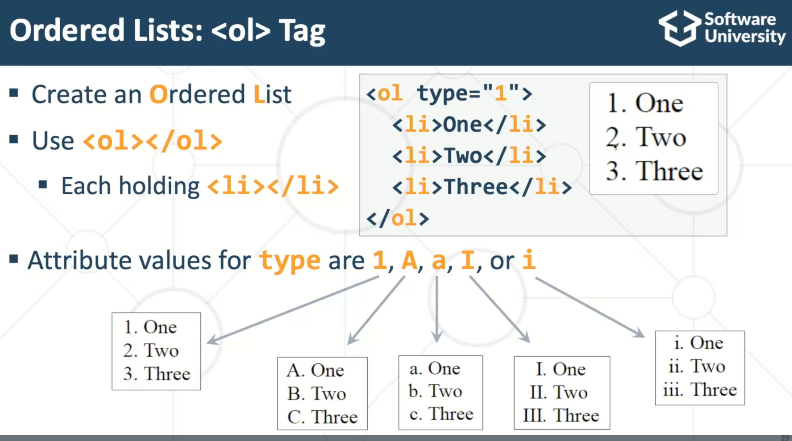 Ordered Lists: <ol> Tag
Software
University
▪ Create an Ordered List
▪ Use <ol></ol>
▪ Each holding <li></li>
<ol type="1">
<li>One</li>
<li>Two</li>
<li>Three</li>
</ol>
1. One
2. Two
3. Three
▪ Attribute values for type are 1, A, a, I, or i
1. One
2. Two
3. Three
A. One
B. Two
C. Three
a. One
b. Two
c. Three
I. One
II. Two
III. Three
i. One
ii. Two
iii. Three